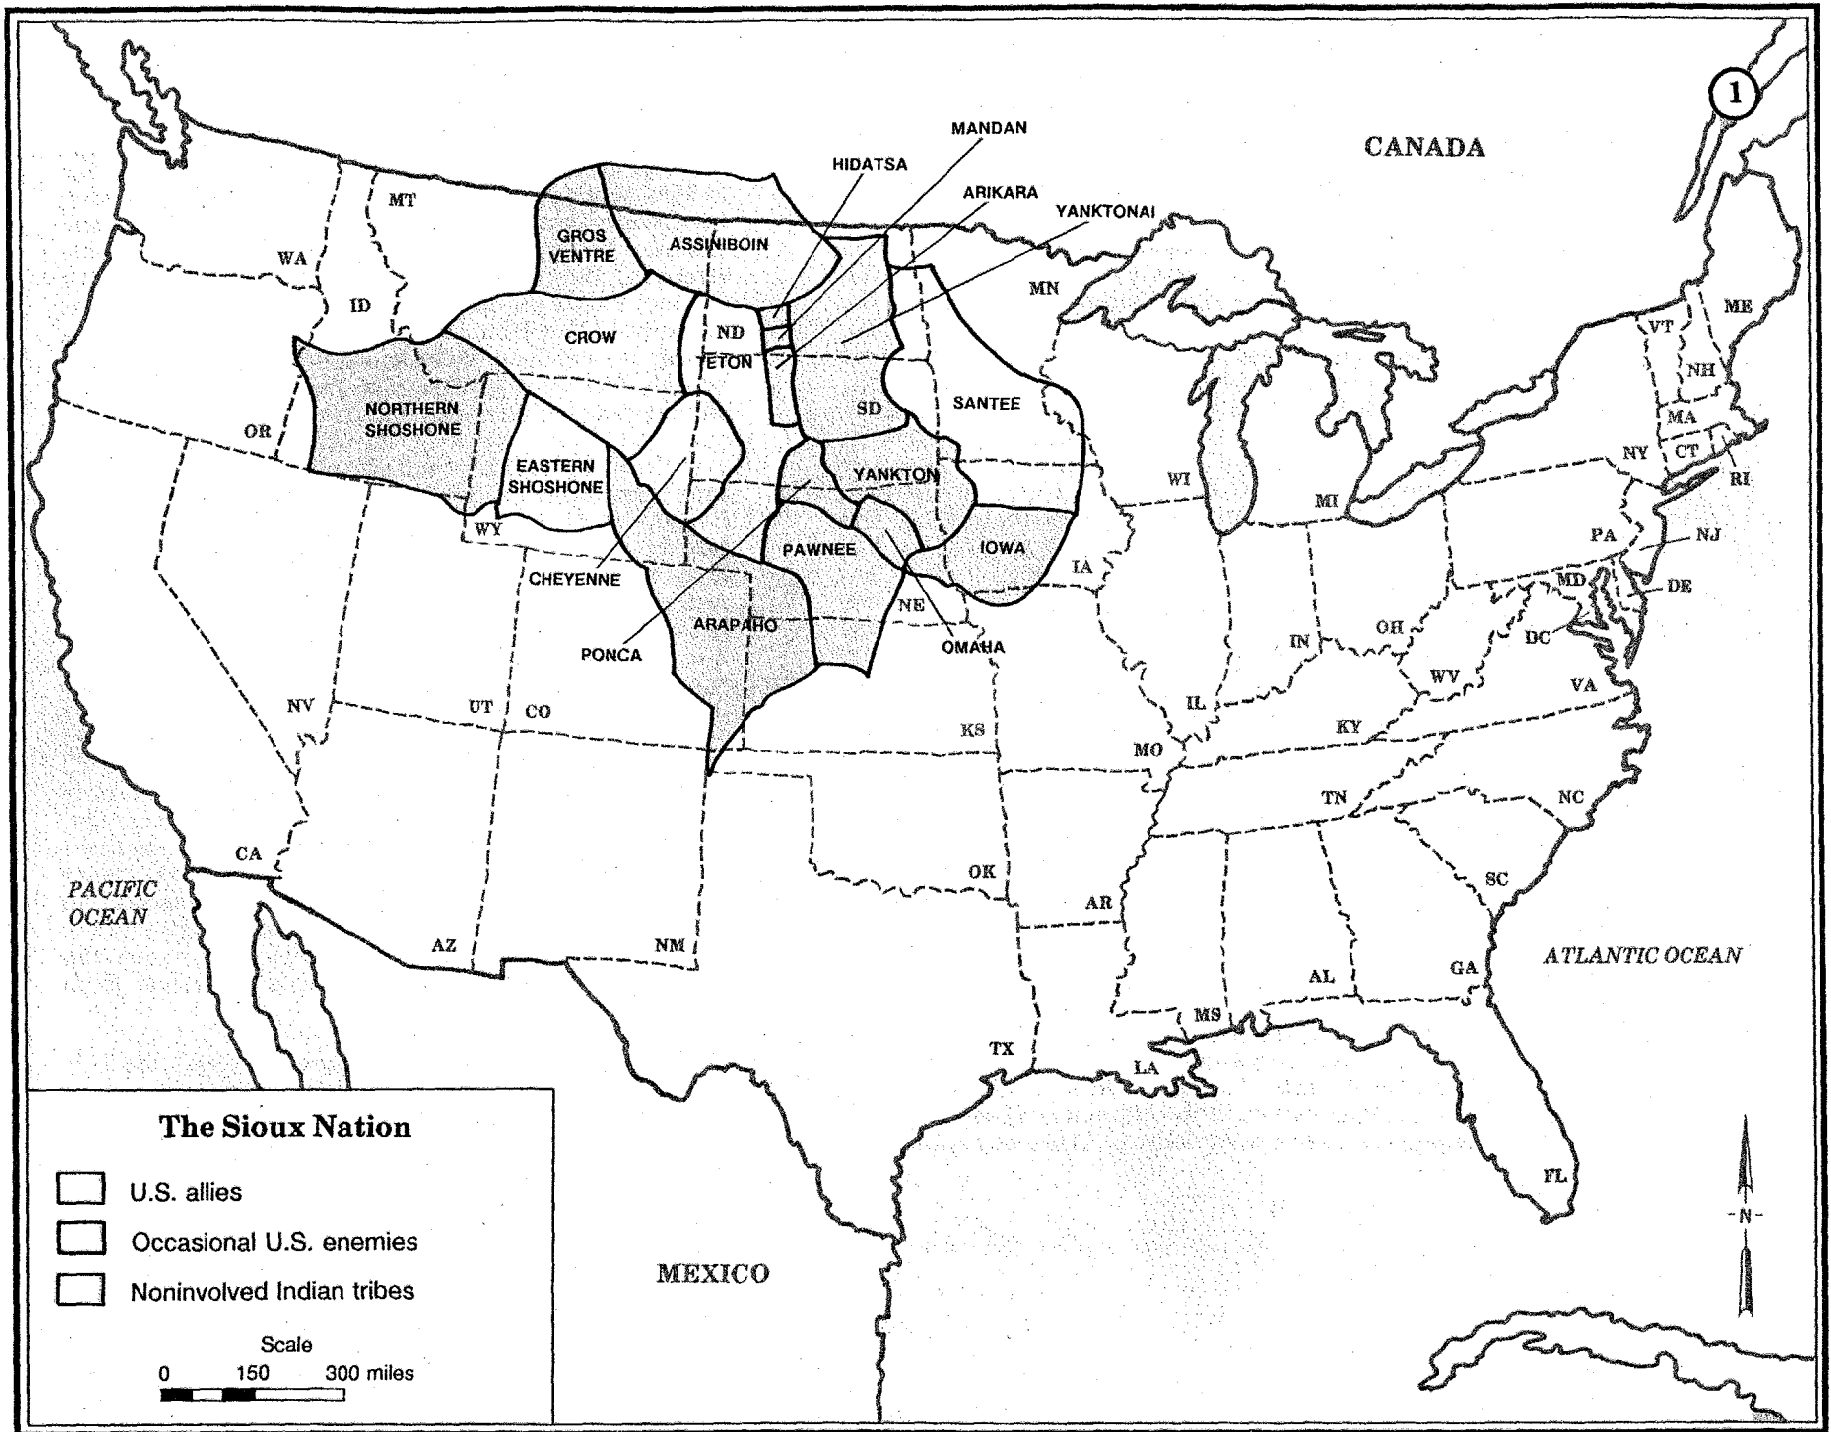 1
CANADA
MANDAN
HIDATSA
ARIKARA
YANKTONAI
MT
WA
ID
GROS
VENTRE
ASSINIBOIN
MN
ME
VT
NH
CROW
ND
ETON
NORTHERN
SHOSHONE
OR
SD
SANTEE
MA
CT
NY
RI
EASTERN
SHOSHONE
YANKTON
WI
MI
WY
PAWNEE
IOWA
IA
PA
NJ
CHEYENNE
MD
DE
NE
ARAPAHO
PONCA
OMAHA
IN
OH
DC
WV
VA
NV
UT
CO
KS
IL
KY
MO
TN
NC
CA
OK
AR
SC
PACIFIC
OCEAN
AZ
NM
AL
GA
ATLANTIC OCEAN
MS
TX
LA
FL
The Sioux Nation
U.S. allies
Occasional U.S. enemies
Noninvolved Indian tribes
Scale
0 150 300 miles
MEXICO
-N-